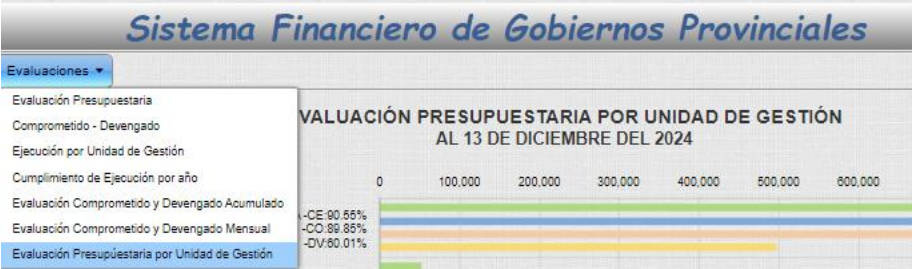 Sistema Financiero de Gobiernos Provinciales
Evaluaciones
Evaluación Presupuestaria
Comprometido - Devengado
Ejecución por Unidad de Gestión
Cumplimiento de Ejecución por año
Evaluación Comprometido y Devengado Acumulado
Evaluación Comprometido y Devengado Mensual
Evaluación Presupúestaria por Unidad de Gestión
VALUACIÓN PRESUPUESTARIA POR UNIDAD DE GESTIÓN
AL 13 DE DICIEMBRE DEL 2024
0 100,000 200,000 300,000 400,000 500,000 600,000
-CE:90.55%
-CO:89.85%
-DV:60.01%